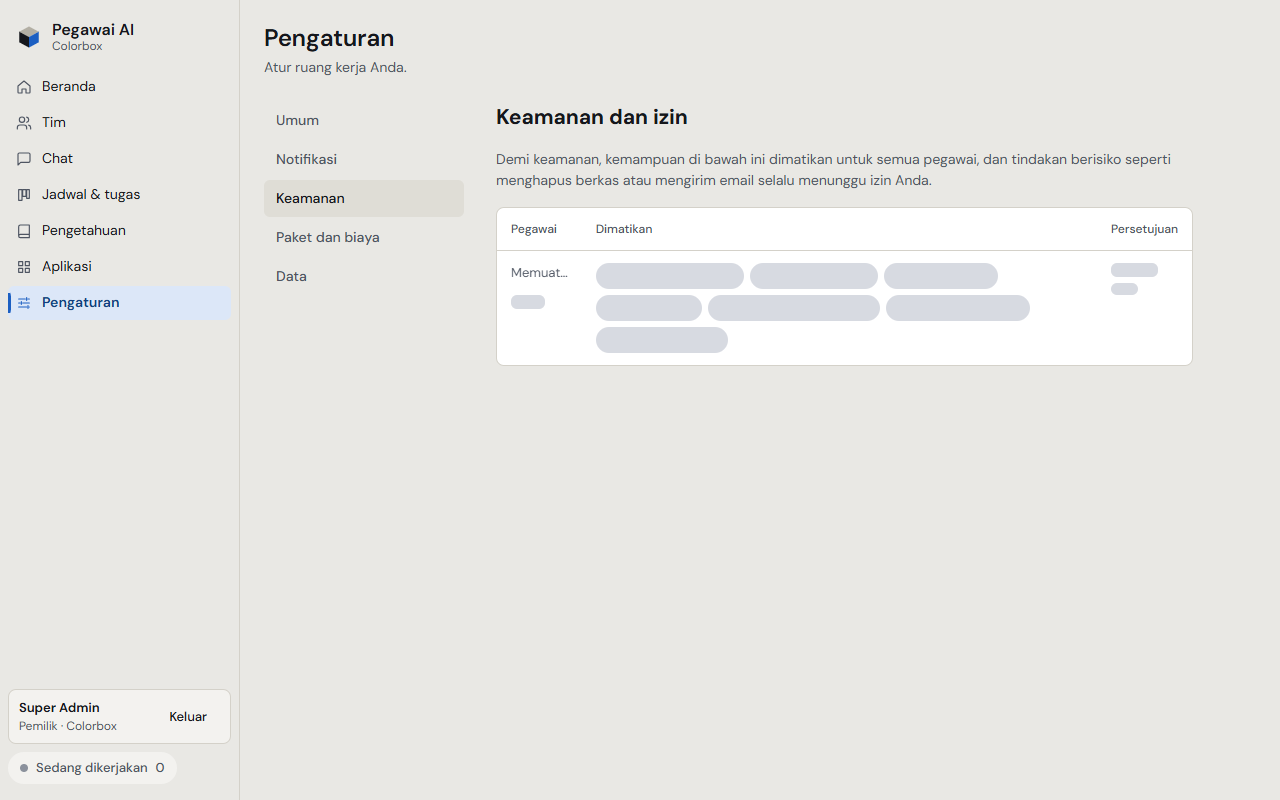 Pegawai AI
Colorbox
Beranda
Tim
Chat
Jadwal & tugas
Pengetahuan
Aplikasi
Pengaturan
Super Admin
Pemilik · Colorbox
Keluar
Sedang dikerjakan 0
Pengaturan
Atur ruang kerja Anda.
Umum
Notifikasi
Keamanan
Paket dan biaya
Data
Keamanan dan izin
Demi keamanan, kemampuan di bawah ini dimatikan untuk semua pegawai, dan tindakan berisiko seperti
menghapus berkas atau mengirim email selalu menunggu izin Anda.
Pegawai Dimatikan Persetujuan
Memuat…